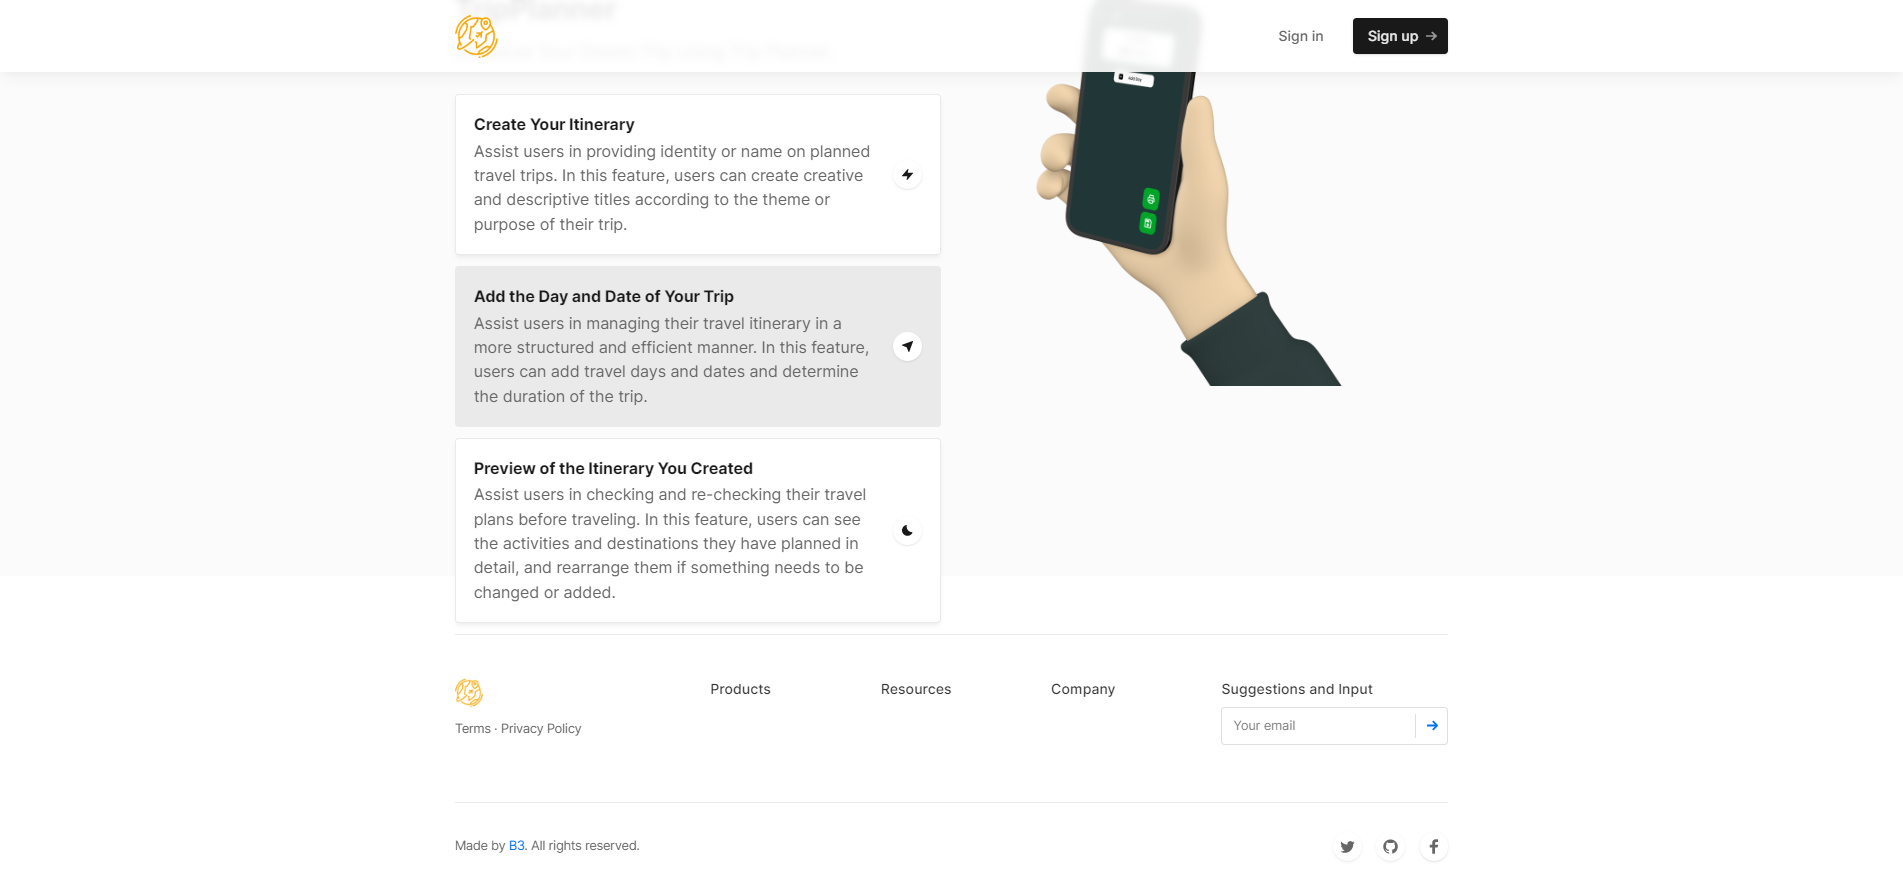 TripPlanner
Sign in
Sign up
Add Day
Create Your Itinerary
Assist users in providing identity or name on planned
travel trips. In this feature, users can create creative
and descriptive titles according to the theme or
purpose of their trip.
Add the Day and Date of Your Trip
Assist users in managing their travel itinerary in a
more structured and efficient manner. In this feature,
users can add travel days and dates and determine
the duration of the trip.
Preview of the Itinerary You Created
Assist users in checking and re-checking their travel
plans before traveling. In this feature, users can see
the activities and destinations they have planned in
detail, and rearrange them if something needs to be
changed or added.
Products
Resources
Company
Suggestions and Input
Terms · Privacy Policy
Your email
Made by B3. All rights reserved.